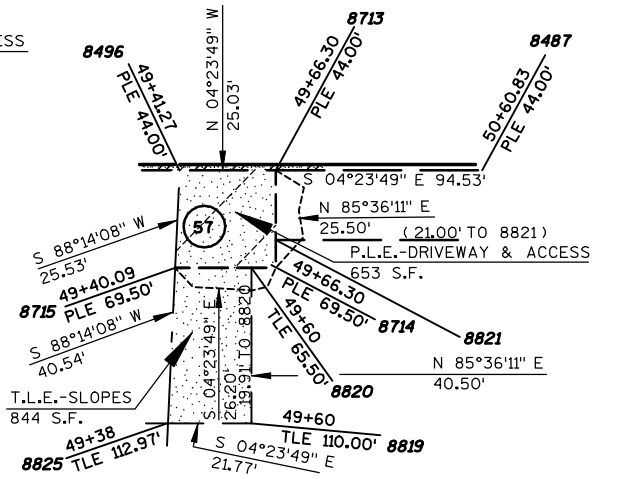 ESS
8496
49+41.27
PLE 44.00'
N 04°23'49" W
25.03'
8713
49+66.30
PLE 44.00'
8487
50+60.83
PLE 44.00'
S 04°23'49" E 94.53'
N 85°36'11" E
25.50'
(21.00' TO 8821)
P.L.E.-DRIVEWAY & ACCESS
653 S.F.
57
S 88°14'08" W
25.53'
49+40.09
8715 PLE 69.50'
S 88°14'08" W
40.54'
49+66.30
PLE 69.50' 8714
8821
49+60
TLE 65.50'
8820
N 85°36'11" E
40.50'
S 04°23'49" E
26.20'
19.91' TO 8820
T.L.E.-SLOPES
844 S.F.
49+38
8825 TLE 112.97'
49+60
TLE 110.00' 8819
S 04°23'49" E
21.77'